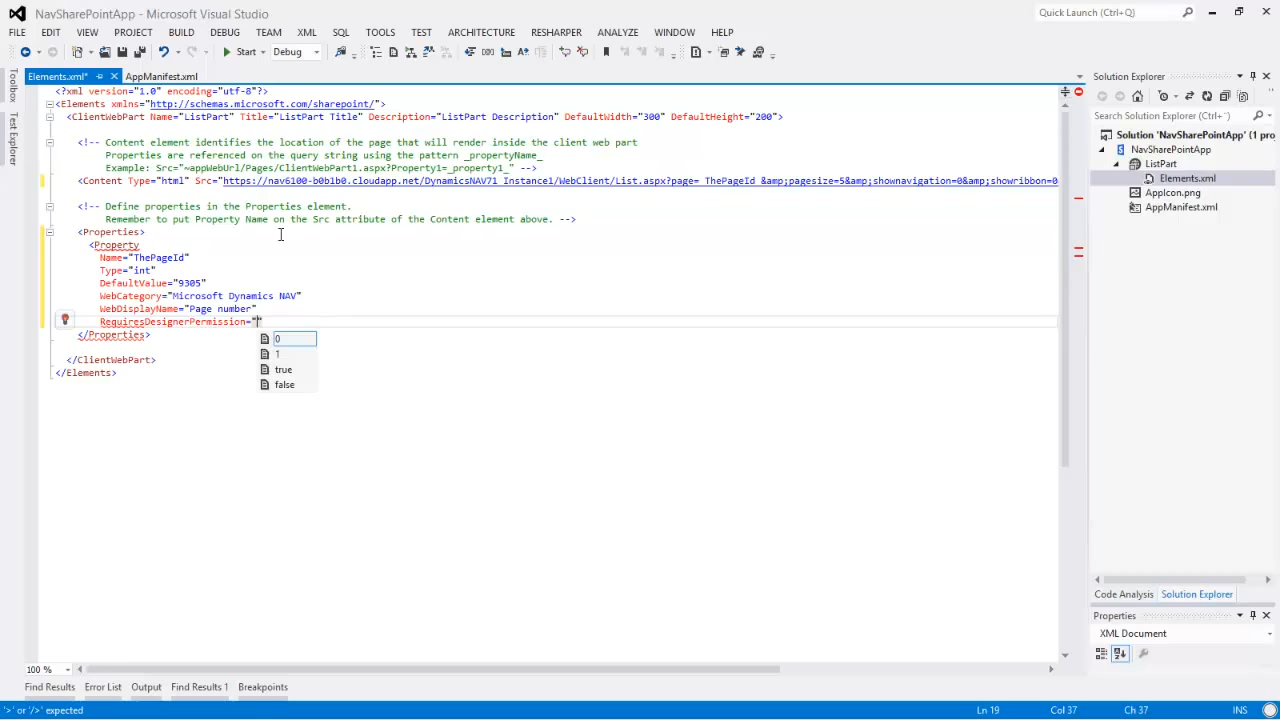 NavSharePointApp - Microsoft Visual Studio
Quick Launch (Ctrl+Q)
FILE EDIT VIEW PROJECT BUILD DEBUG TEAM XML SQL TOOLS TEST ARCHITECTURE RESHARPER ANALYZE WINDOW HELP
Start Debug
Elements.xml* AppManifest.xml
Toolbox
Test Explorer
<?xml version="1.0" encoding="utf-8"?>
<Elements xmlns="http://schemas.microsoft.com/sharepoint/">
<ClientWebPart Name="ListPart" Title="ListPart Title" Description="ListPart Description" DefaultWidth="300" DefaultHeight="200">
<!-- Content element identifies the location of the page that will render inside the client web part
Properties are referenced on the query string using the pattern _propertyName_
Example: Src="~appWebUrl/Pages/ClientWebPart1.aspx?Property1=_property1_" -->
<Content Type="html" Src="https://nav6100-b0b1b0.cloudapp.net/DynamicsNAV71_Instance1/WebClient/List.aspx?page=_ThePageId_&amp;pagesize=5&amp;shownavigation=0&amp;showribbon=0
<!-- Define properties in the Properties element.
Remember to put Property Name on the Src attribute of the Content element above. -->
<Properties>
<Property
Name="ThePageId"
Type="int"
DefaultValue="9305"
WebCategory="Microsoft Dynamics NAV"
WebDisplayName="Page number"
RequiresDesignerPermission=""
</Properties>
</ClientWebPart>
</Elements>
0
1
true
false
Solution Explorer
Search Solution Explorer (Ctrl+¨)
Solution 'NavSharePointApp' (1 pro
NavSharePointApp
ListPart
Elements.xml
AppIcon.png
AppManifest.xml
Code Analysis Solution Explorer
Properties
XML Document
100 %
Find Results Error List Output Find Results 1 Breakpoints
'>' or '/>' expected Ln 19 Col 37 Ch 37 INS